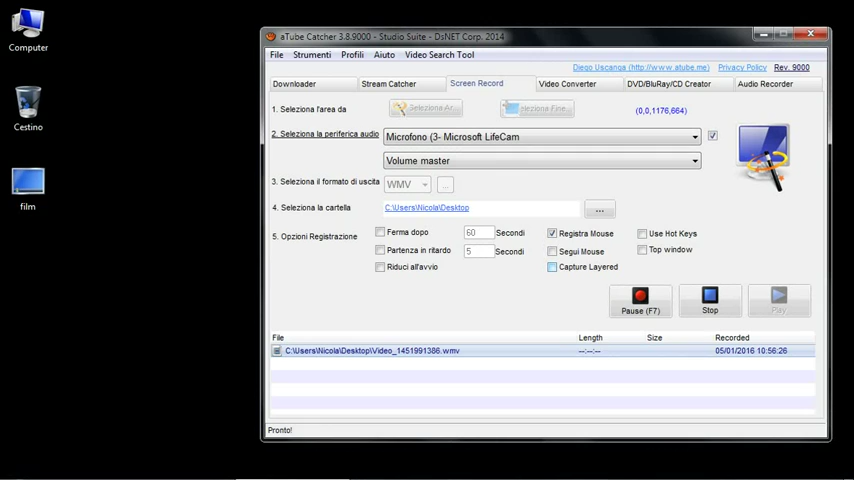 Computer
Cestino
film
aTube Catcher 3.8.9000 - Studio Suite - DsNET Corp. 2014
File Strumenti Profili Aiuto Video Search Tool
Diego Uscanga (http://www.atube.me) Privacy Policy Rev. 9000
Downloader Stream Catcher Screen Record Video Converter DVD/BluRay/CD Creator Audio Recorder
1. Seleziona l'area da Seleziona Ar... eleziona Fine... (0,0,1176,664)
2. Seleziona la periferica audio Microfono (3- Microsoft LifeCam
Volume master
3. Seleziona il formato di uscita WMV ...
4. Seleziona la cartella C:\Users\Nicola\Desktop ...
5. Opzioni Registrazione Ferma dopo 60 Secondi Registra Mouse Use Hot Keys
Partenza in ritardo 5 Secondi Segui Mouse Top window
Riduci all'avvio Capture Layered
Pause (F7) Stop Play
File Length Size Recorded
C:\Users\Nicola\Desktop\Video_1451991386.wmv --:--:-- 05/01/2016 10:56:26
Pronto!